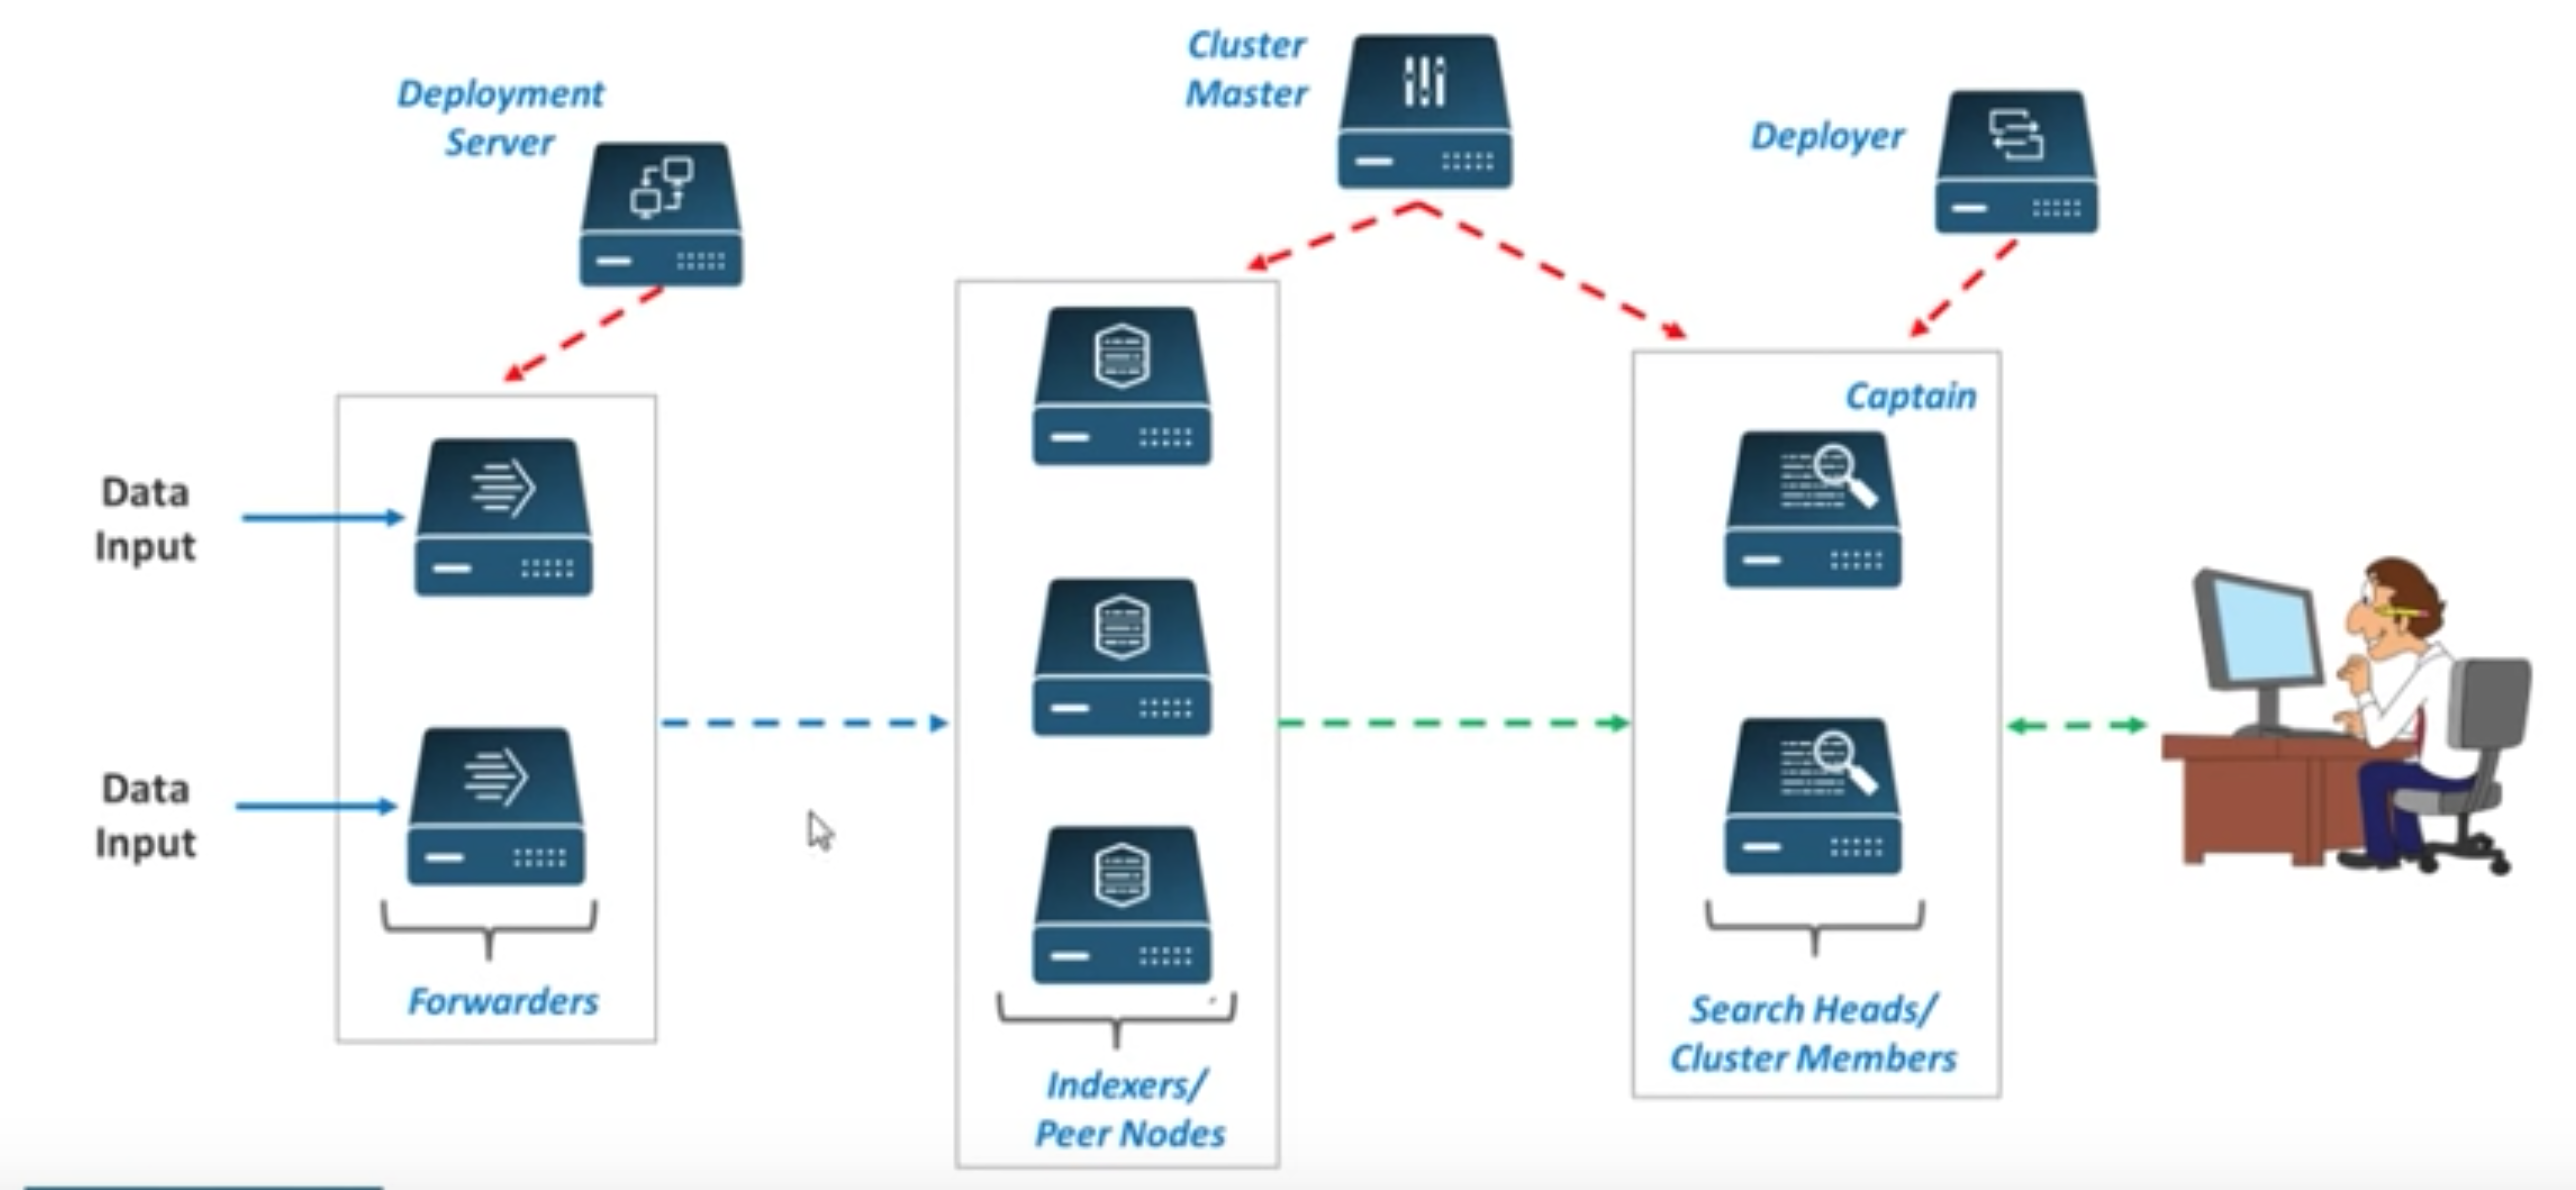 Cluster
Master
Deployment
Server
Deployer
Captain
Data
Input
Data
Input
Forwarders
Indexers/
Peer Nodes
Search Heads/
Cluster Members